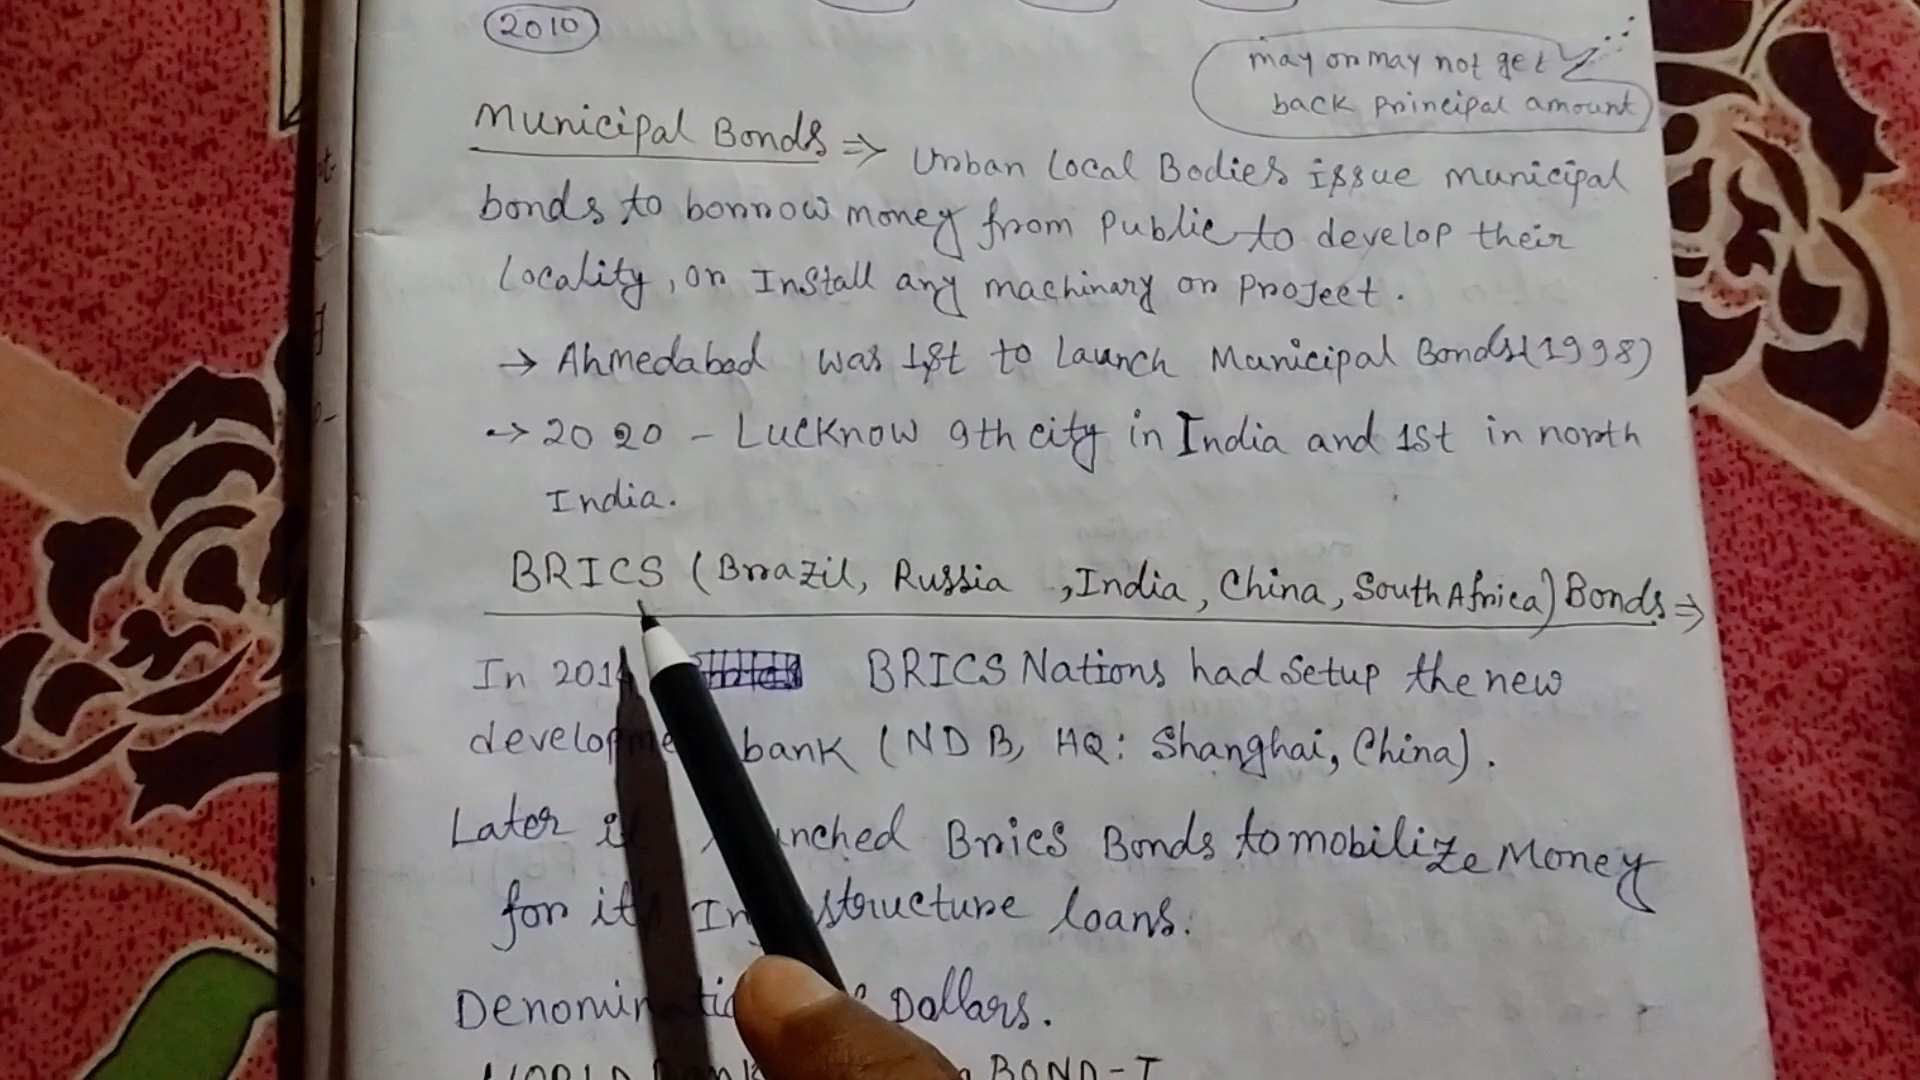 2010
may or may not get
back principal amount
Municipal Bonds ⇒ Urban Local Bodies issue municipal
bonds to borrow money from public to develop their
locality, or Install any machinary or Project.
→ Ahmedabad was 1st to Launch Municipal Bonds (1998)
→ 2020 - Lucknow 9th city in India and 1st in north
India.
BRICS (Brazil, Russia , India, China, South Africa) Bonds ⇒
In BRICS Nations had setup the new
bank (NDB, HQ: Shanghai, China).
Later Brics Bonds to mobilize Money
for loans.
Dollars.
BOND-I